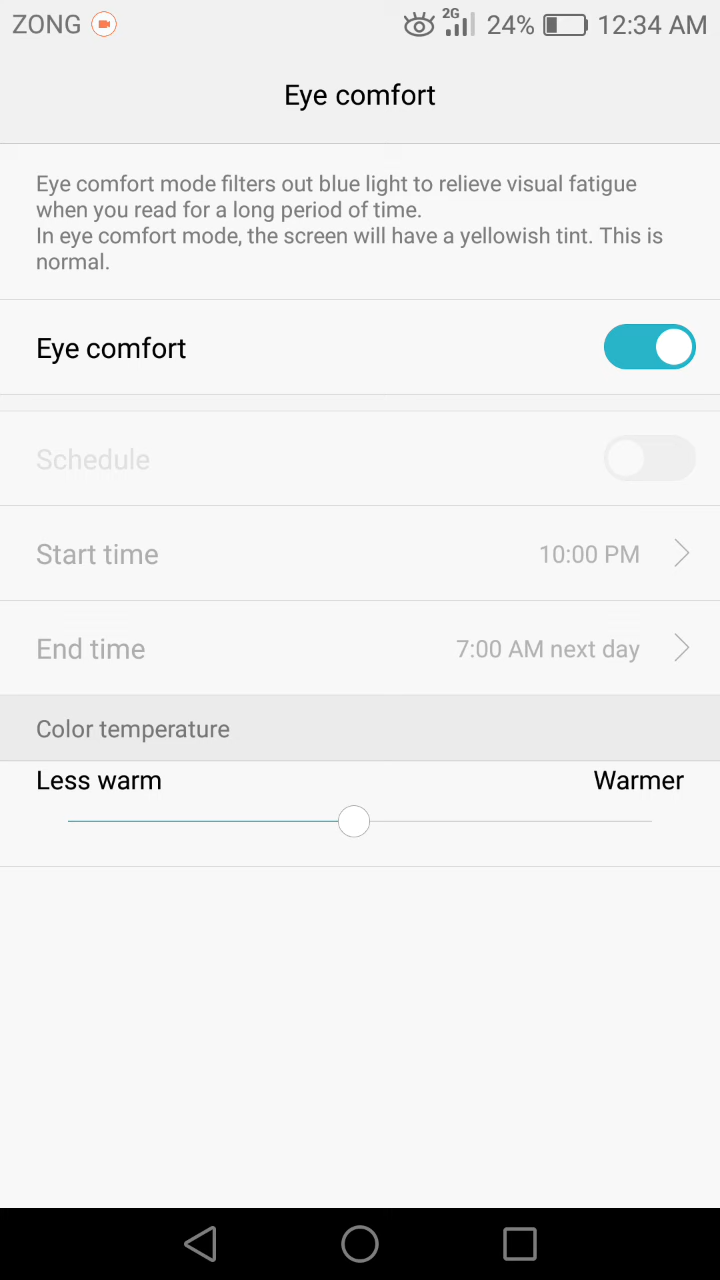 ZONG 2G 24% 12:34 AM
Eye comfort
Eye comfort mode filters out blue light to relieve visual fatigue
when you read for a long period of time.
In eye comfort mode, the screen will have a yellowish tint. This is
normal.
Eye comfort
Schedule
Start time 10:00 PM
End time 7:00 AM next day
Color temperature
Less warm Warmer